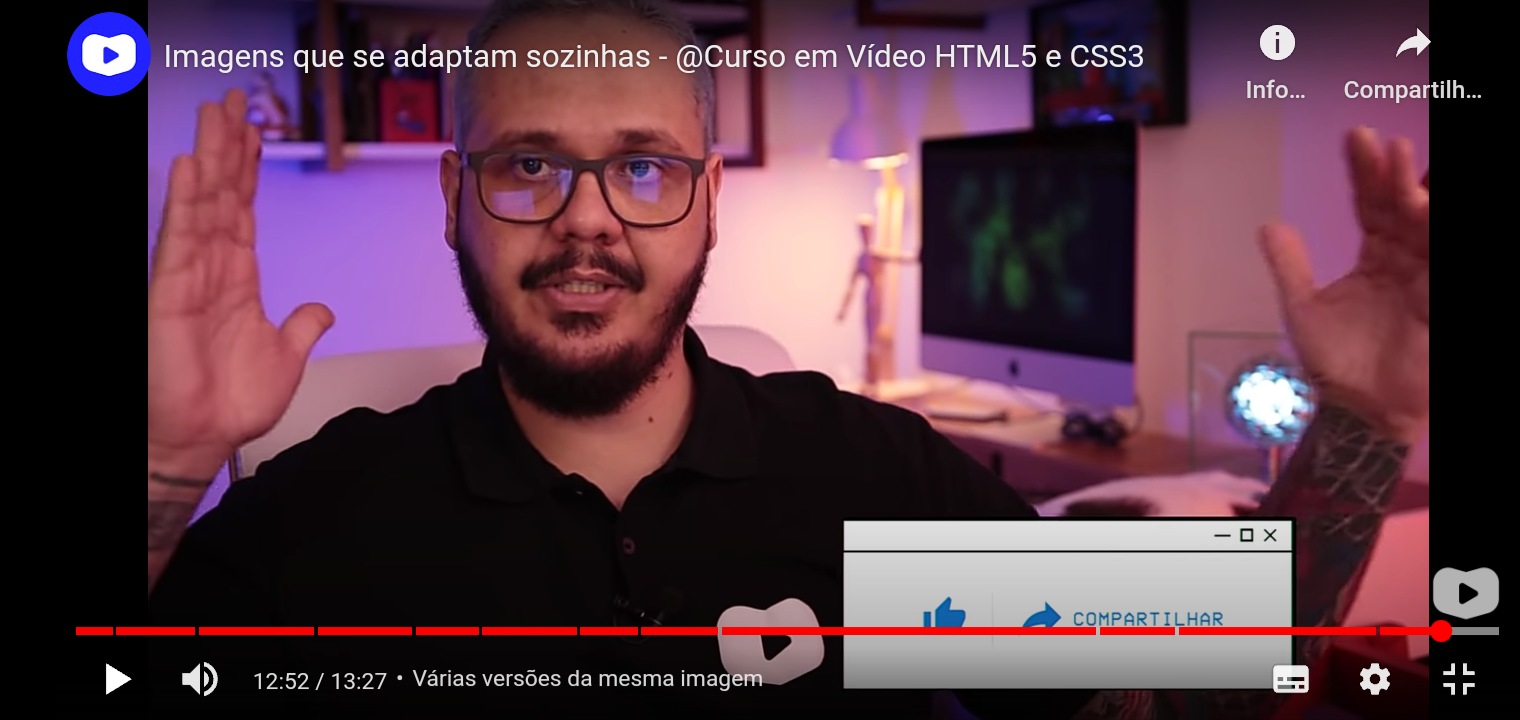 Imagens que se adaptam sozinhas - @Curso em Vídeo HTML5 e CSS3
Info...
Compartilh...
COMPARTILHAR
12:52 / 13:27 • Várias versões da mesma imagem